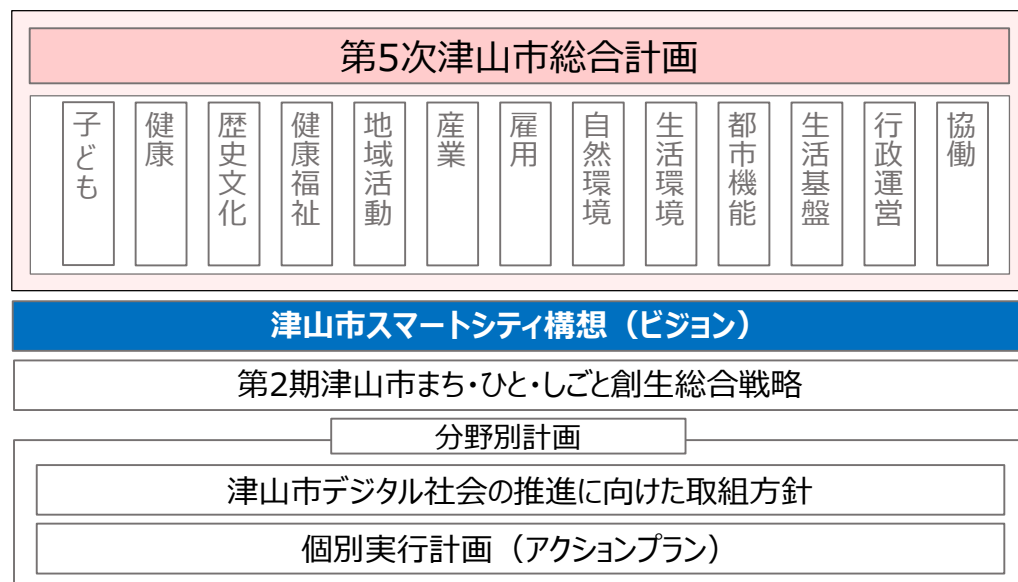 第5次津山市総合計画
子ども
健康
歴史文化
健康福祉
地域活動
産業
雇用
自然環境
生活環境
都市機能
生活基盤
行政運営
協働
津山市スマートシティ構想（ビジョン）
第2期津山市まち・ひと・しごと創生総合戦略
分野別計画
津山市デジタル社会の推進に向けた取組方針
個別実行計画（アクションプラン）